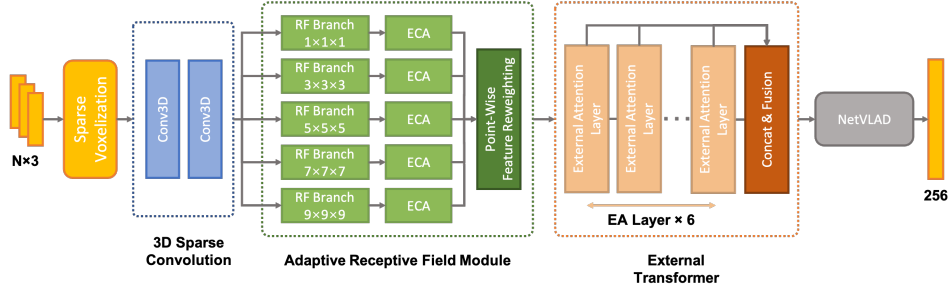 N×3
Sparse
Voxelization
Conv3D
Conv3D
3D Sparse
Convolution
RF Branch
1×1×1
ECA
RF Branch
3×3×3
ECA
RF Branch
5×5×5
ECA
RF Branch
7×7×7
ECA
RF Branch
9×9×9
ECA
Point-Wise
Feature Reweighting
Adaptive Receptive Field Module
External Attention
Layer
External Attention
Layer
External Attention
Layer
Concat & Fusion
EA Layer × 6
External
Transformer
NetVLAD
256